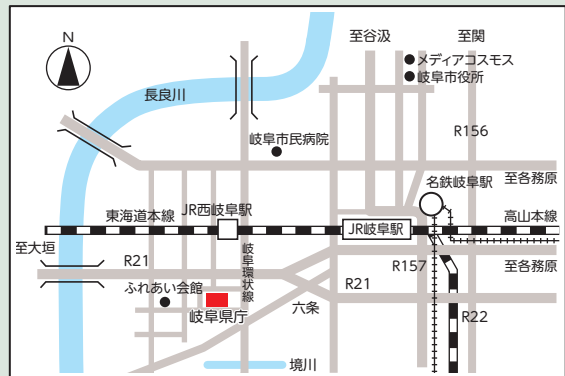 N
至谷汲
至関
メディアコスモス
岐阜市役所
長良川
R156
岐阜市民病院
至各務原
名鉄岐阜駅
JR西岐阜駅
東海道本線
高山本線
JR岐阜駅
至大垣
岐阜環状線
R21
R157
至各務原
ふれあい会館
R21
六条
岐阜県庁
R22
境川